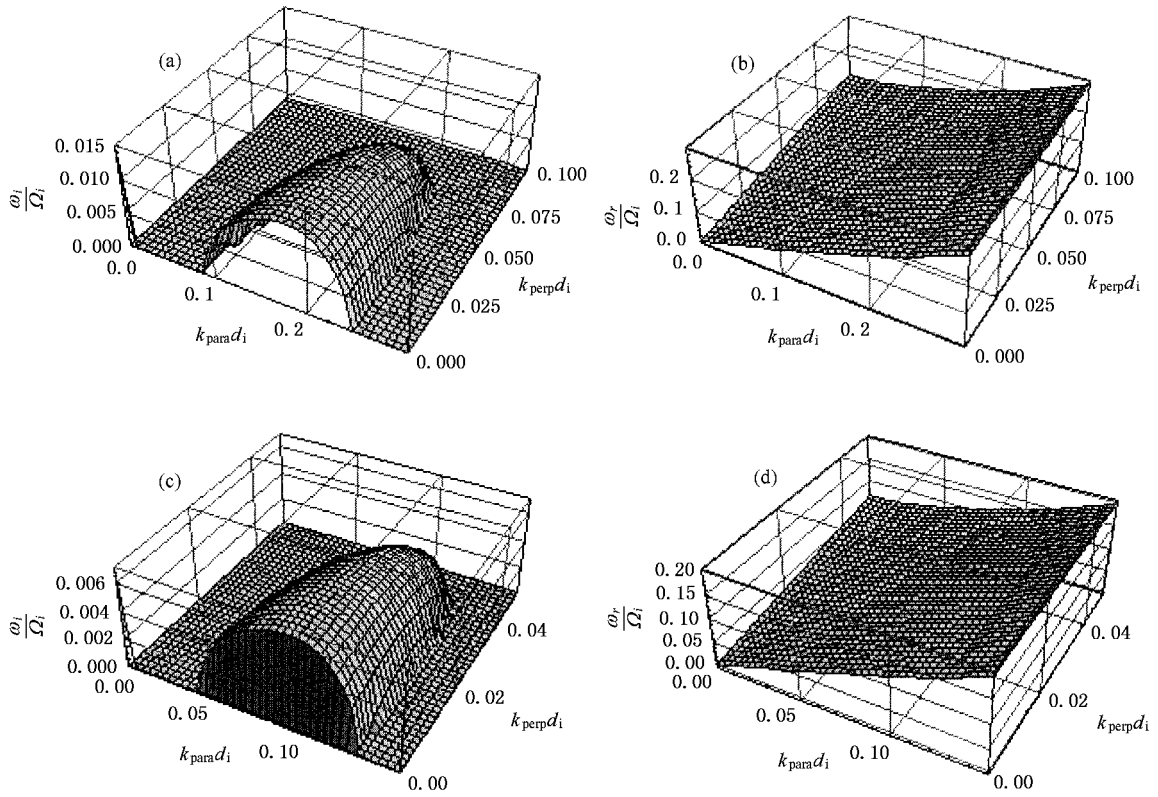 (a)
0.015
0.010
0.005
0.000
ω_i
Ω_i
0.0
0.1
0.2
k_para d_i
0.000
0.025
0.050
0.075
0.100
k_perp d_i
(b)
0.2
0.1
0.0
ω_r
Ω_i
0.0
0.1
0.2
k_para d_i
0.000
0.025
0.050
0.075
0.100
k_perp d_i
(c)
0.006
0.004
0.002
0.000
ω_i
Ω_i
0.00
0.05
0.10
k_para d_i
0.00
0.02
0.04
k_perp d_i
(d)
0.20
0.15
0.10
0.05
0.00
ω_r
Ω_i
0.00
0.05
0.10
k_para d_i
0.00
0.02
0.04
k_perp d_i